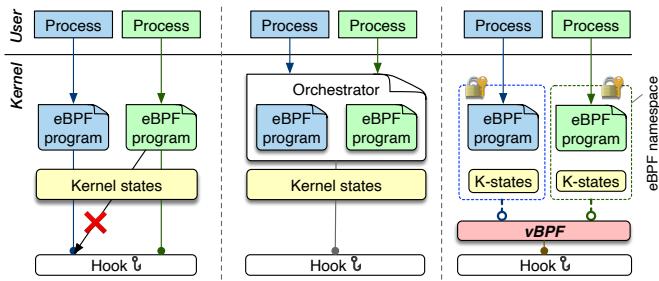 User
Kernel
Process
Process
eBPF
program
eBPF
program
Kernel states
Hook
Process
Process
Orchestrator
eBPF
program
eBPF
program
Kernel states
Hook
Process
Process
eBPF
program
eBPF
program
K-states
K-states
vBPF
Hook
eBPF namespace